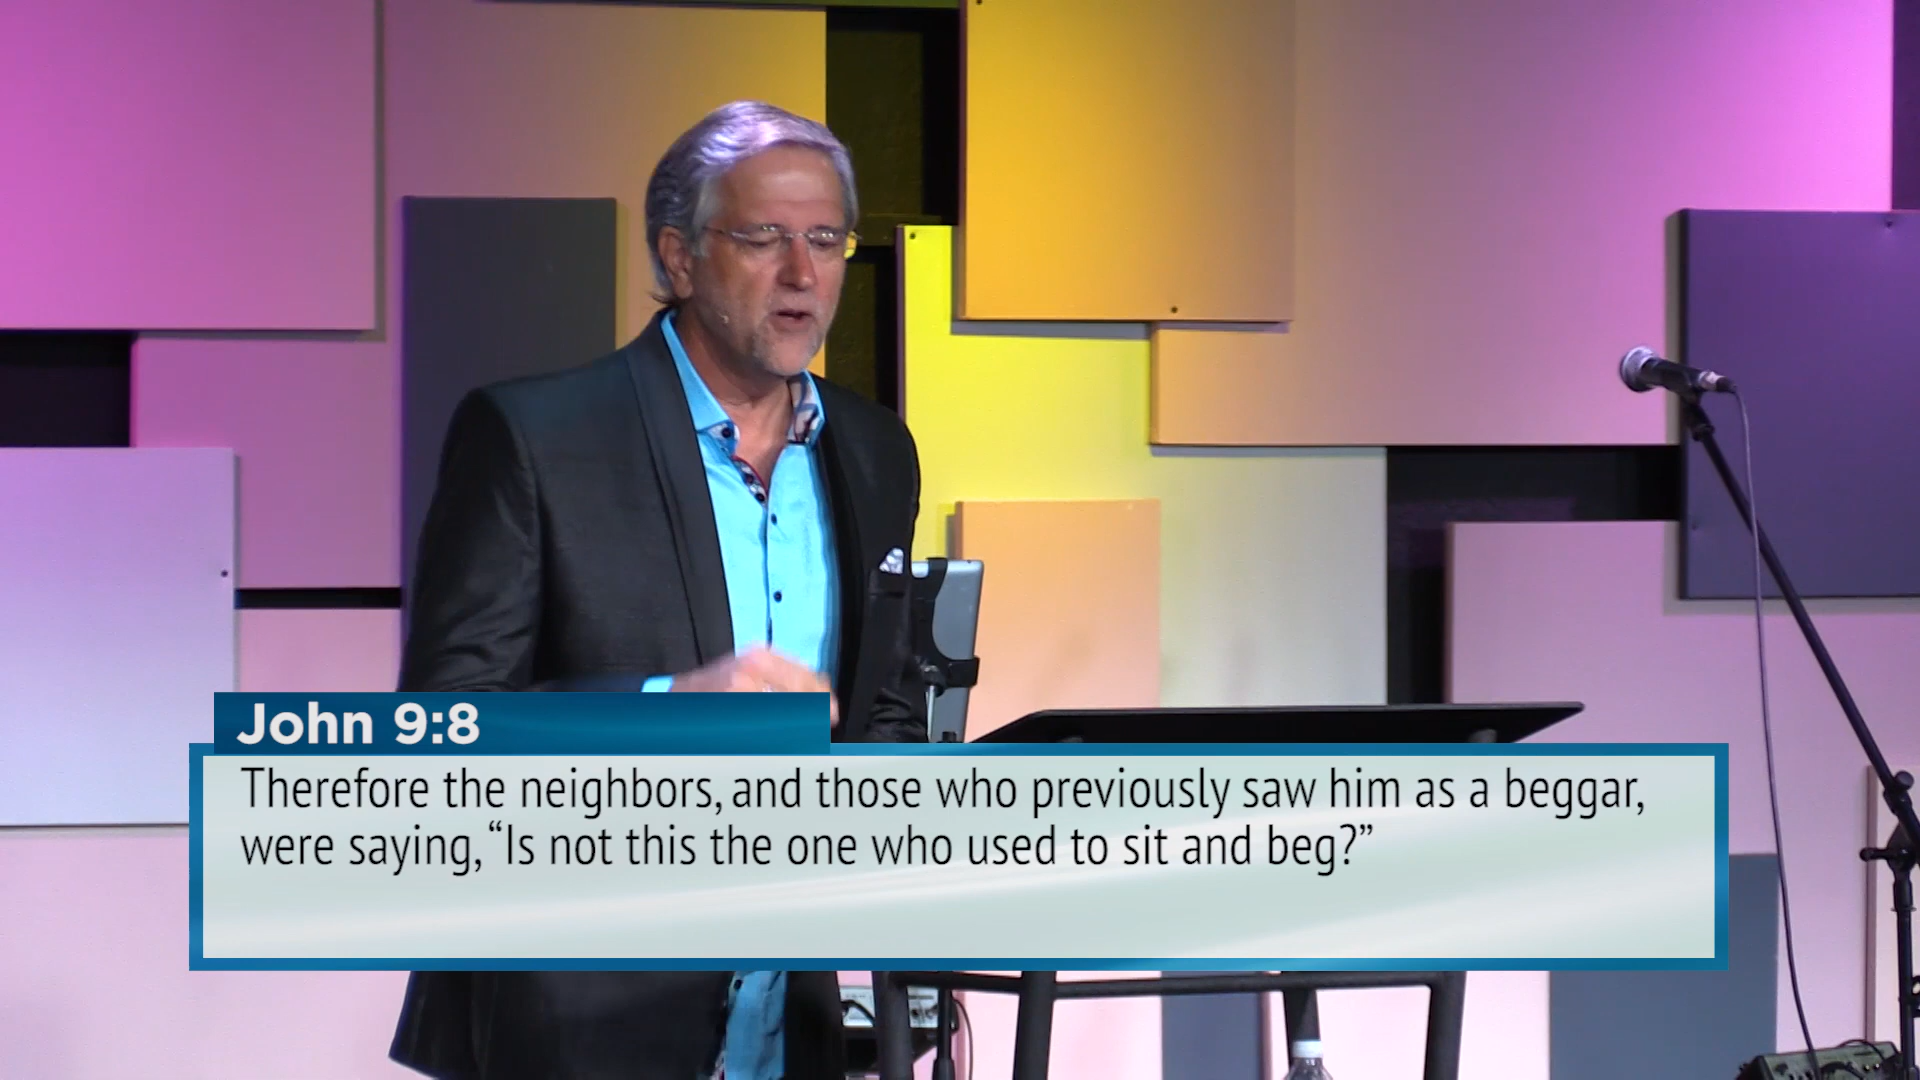 John 9:8
Therefore the neighbors, and those who previously saw him as a beggar,
were saying, “Is not this the one who used to sit and beg?”